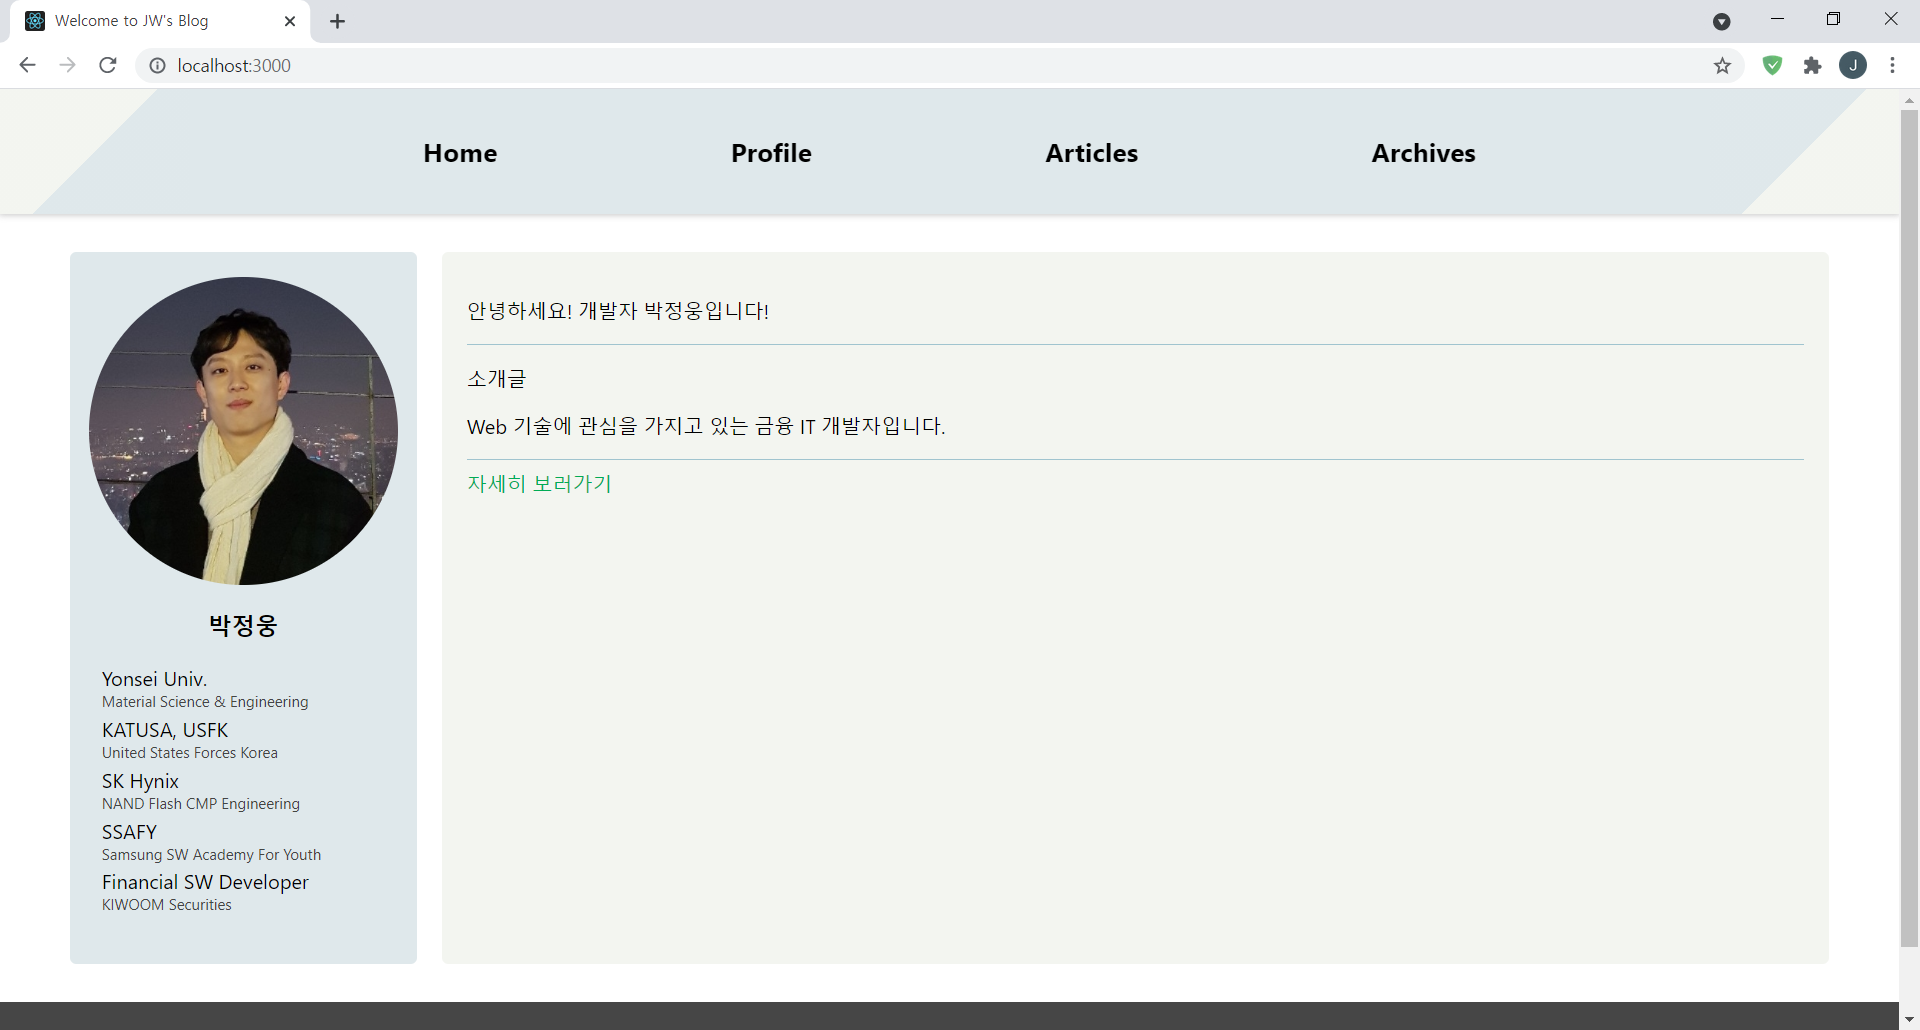 Welcome to JW's Blog
localhost:3000
J
Home Profile Articles Archives
박정웅
Yonsei Univ.
Material Science & Engineering
KATUSA, USFK
United States Forces Korea
SK Hynix
NAND Flash CMP Engineering
SSAFY
Samsung SW Academy For Youth
Financial SW Developer
KIWOOM Securities
안녕하세요! 개발자 박정웅입니다!
소개글
Web 기술에 관심을 가지고 있는 금융 IT 개발자입니다.
자세히 보러가기